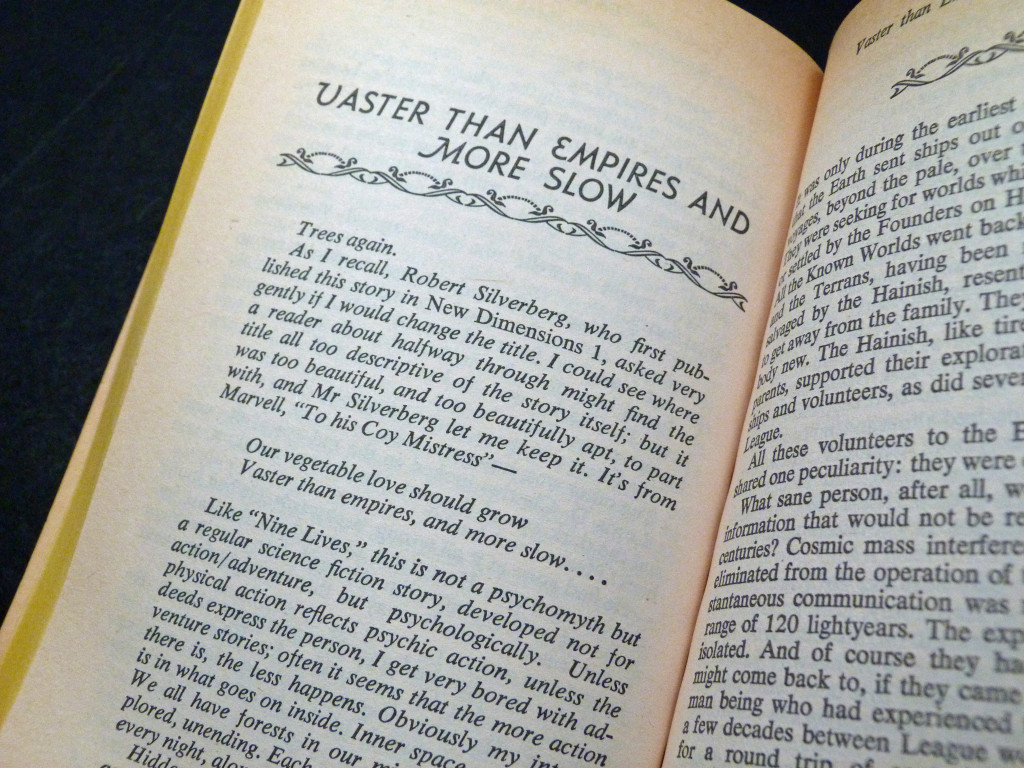 VASTER THAN EMPIRES AND
MORE SLOW
Trees again.
As I recall, Robert Silverberg, who first pub-
lished this story in New Dimensions 1, asked very
gently if I would change the title. I could see where
a reader about halfway through might find the
title all too descriptive of the story itself; but it
was too beautiful, and too beautifully apt, to part
with, and Mr Silverberg let me keep it. It's from
Marvell, "To his Coy Mistress"—
Our vegetable love should grow
Vaster than empires, and more slow. . . .
Like "Nine Lives," this is not a psychomyth but
a regular science fiction story, developed not for
action/adventure, but psychologically. Unless
physical action reflects psychic action, unless the
deeds express the person, I get very bored with ad-
venture stories; often it seems that the more action
there is, the less happens. Obviously my
is in what goes on inside. Inner space
We all have forests in our
plored, unending. Each
every night,
Vaster than
was only during the earliest
the Earth sent ships out
beyond the pale, over
They were seeking for worlds
or settled by the Founders on
All the Known Worlds went back
and the Terrans, having been
salvaged by the Hainish,
to get away from the family. They
body new. The Hainish, like
parents, supported their
ships and volunteers, as did
League.
All these volunteers to the
shared one peculiarity: they were
What sane person, after all,
information that would not be
centuries? Cosmic mass
eliminated from the operation of
stantaneous communication was
range of 120 lightyears. The
isolated. And of course they
might come back to, if they came
man being who had experienced
a few decades between League
for a round trip of